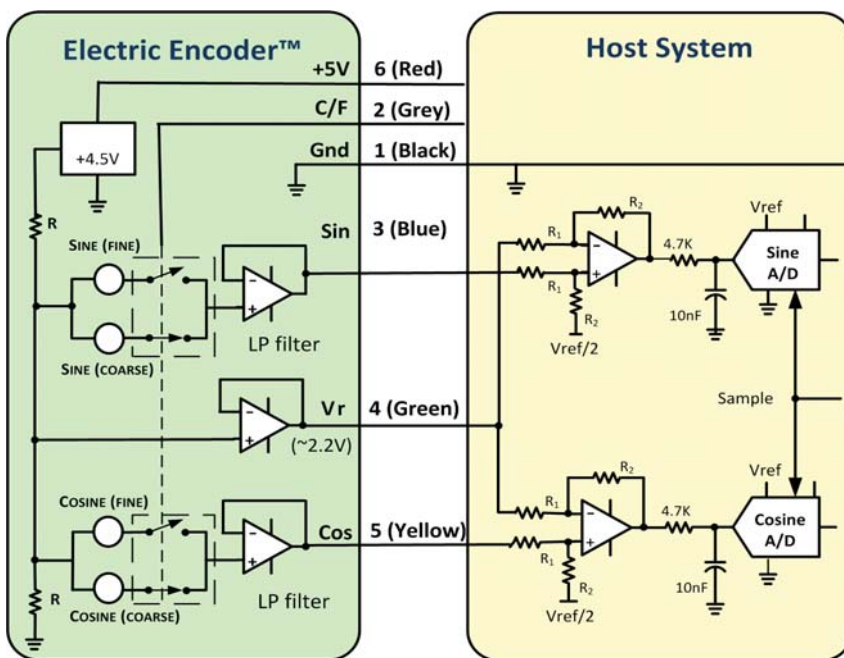 Electric Encoder™
Host System
+5V 6 (Red)
C/F 2 (Grey)
+4.5V
Gnd 1 (Black)
R
Vref
R₂
Sin 3 (Blue)
R₁
4.7K
Sine
A/D
SINE (FINE)
R₁
R₂
10nF
LP filter
Vref/2
SINE (COARSE)
Sample
Vr 4 (Green)
(~2.2V)
Vref
R₂
COSINE (FINE)
R₁
4.7K
Cosine
A/D
Cos 5 (Yellow)
R₁
R₂
10nF
R
LP filter
Vref/2
COSINE (COARSE)